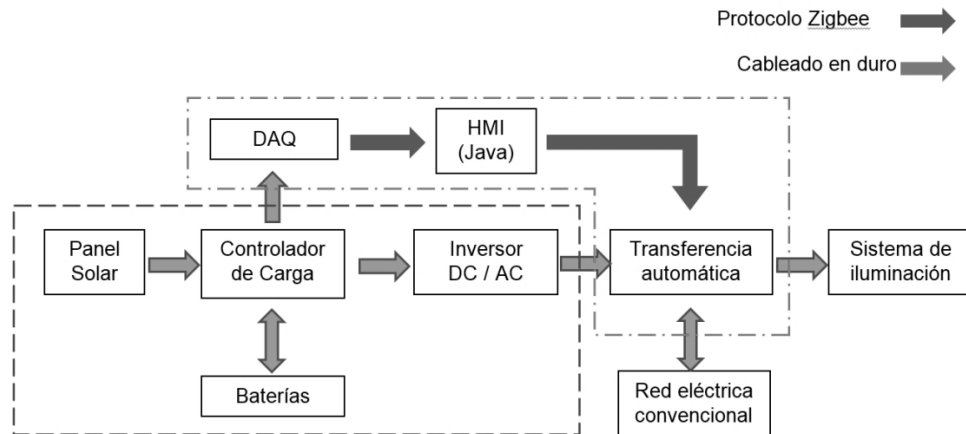 Protocolo Zigbee
Cableado en duro
DAQ
HMI
(Java)
Panel
Solar
Controlador
de Carga
Inversor
DC / AC
Transferencia
automática
Sistema de
iluminación
Baterías
Red eléctrica
convencional